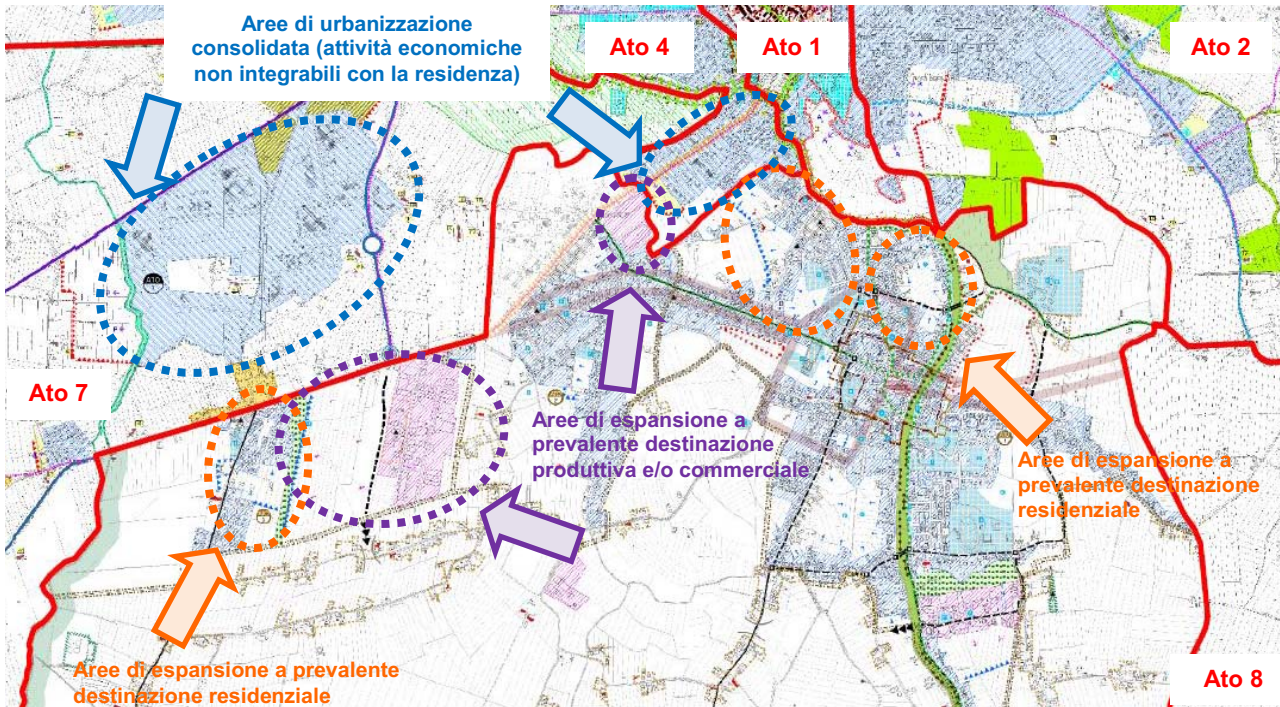 Aree di urbanizzazione
consolidata (attività economiche
non integrabili con la residenza)
Ato 4
Ato 1
Ato 2
Ato 7
Aree di espansione a
prevalente destinazione
produttiva e/o commerciale
Aree di espansione a
prevalente destinazione
residenziale
Aree di espansione a prevalente
destinazione residenziale
Ato 8